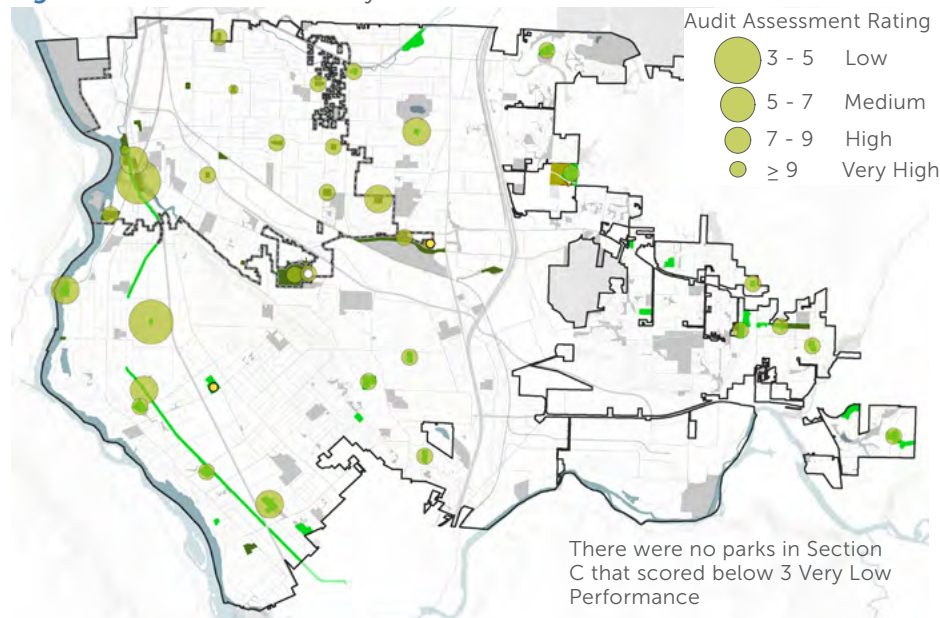 Audit Assessment Rating
3 - 5 Low
5 - 7 Medium
7 - 9 High
≥ 9 Very High
There were no parks in Section
C that scored below 3 Very Low
Performance